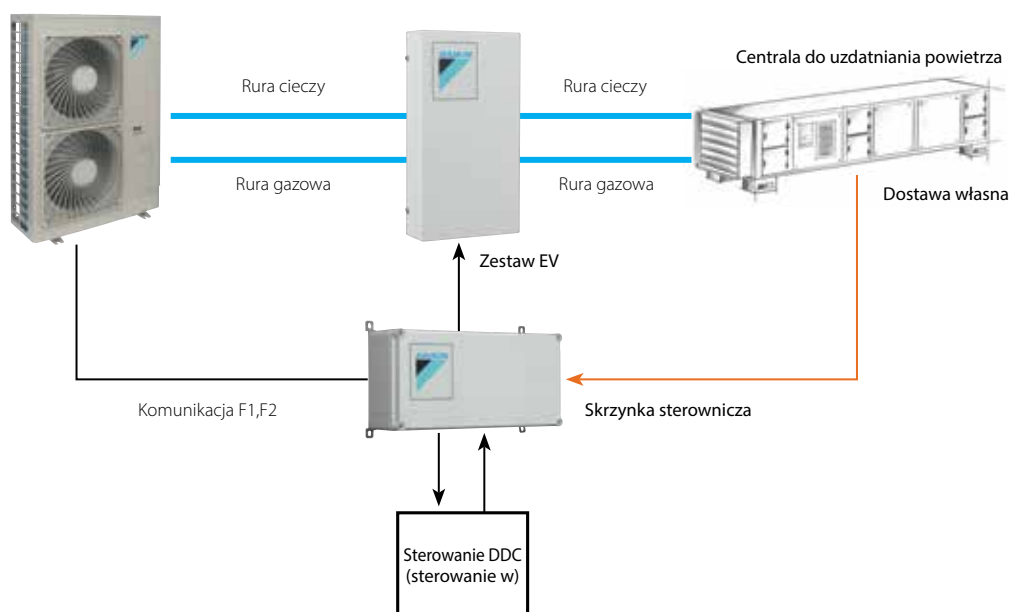 Centrala do uzdatniania powietrza
Rura cieczy
Rura cieczy
Rura gazowa
Rura gazowa
Dostawa własna
Zestaw EV
Komunikacja F1,F2
Skrzynka sterownicza
Sterowanie DDC
(sterowanie w)